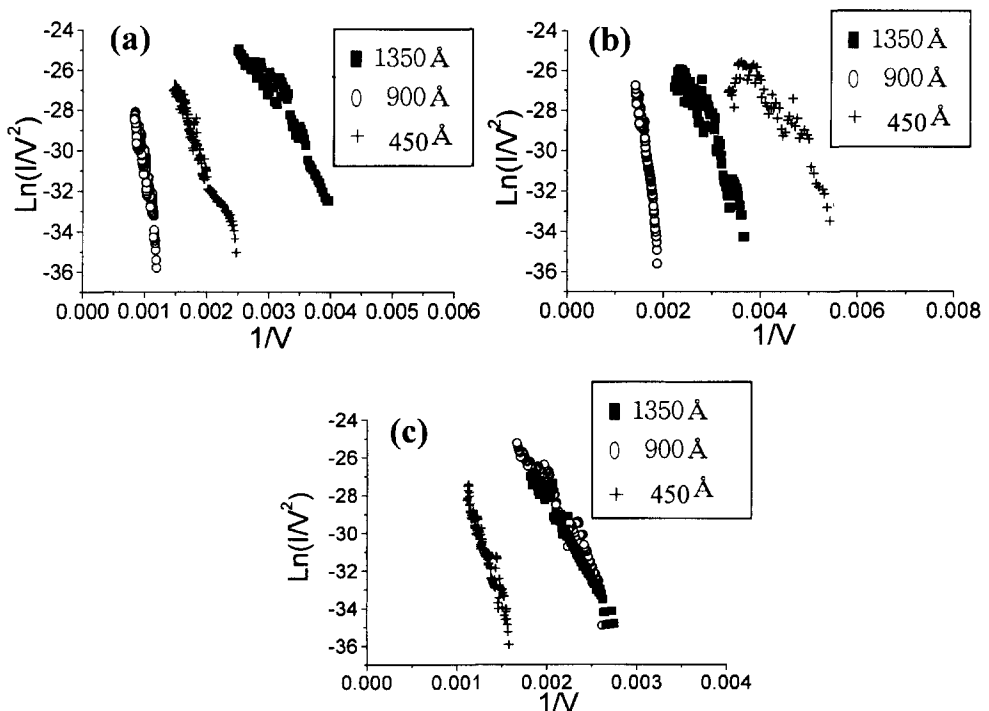 (a)
1350 Å
900 Å
450 Å
Ln(I/V²)
-24
-26
-28
-30
-32
-34
-36
0.000 0.001 0.002 0.003 0.004 0.005 0.006
1/V
(b)
1350 Å
900 Å
450 Å
Ln(I/V²)
-24
-26
-28
-30
-32
-34
-36
0.000 0.002 0.004 0.006 0.008
1/V
(c)
1350 Å
900 Å
450 Å
Ln(I/V²)
-24
-26
-28
-30
-32
-34
-36
0.000 0.001 0.002 0.003 0.004
1/V